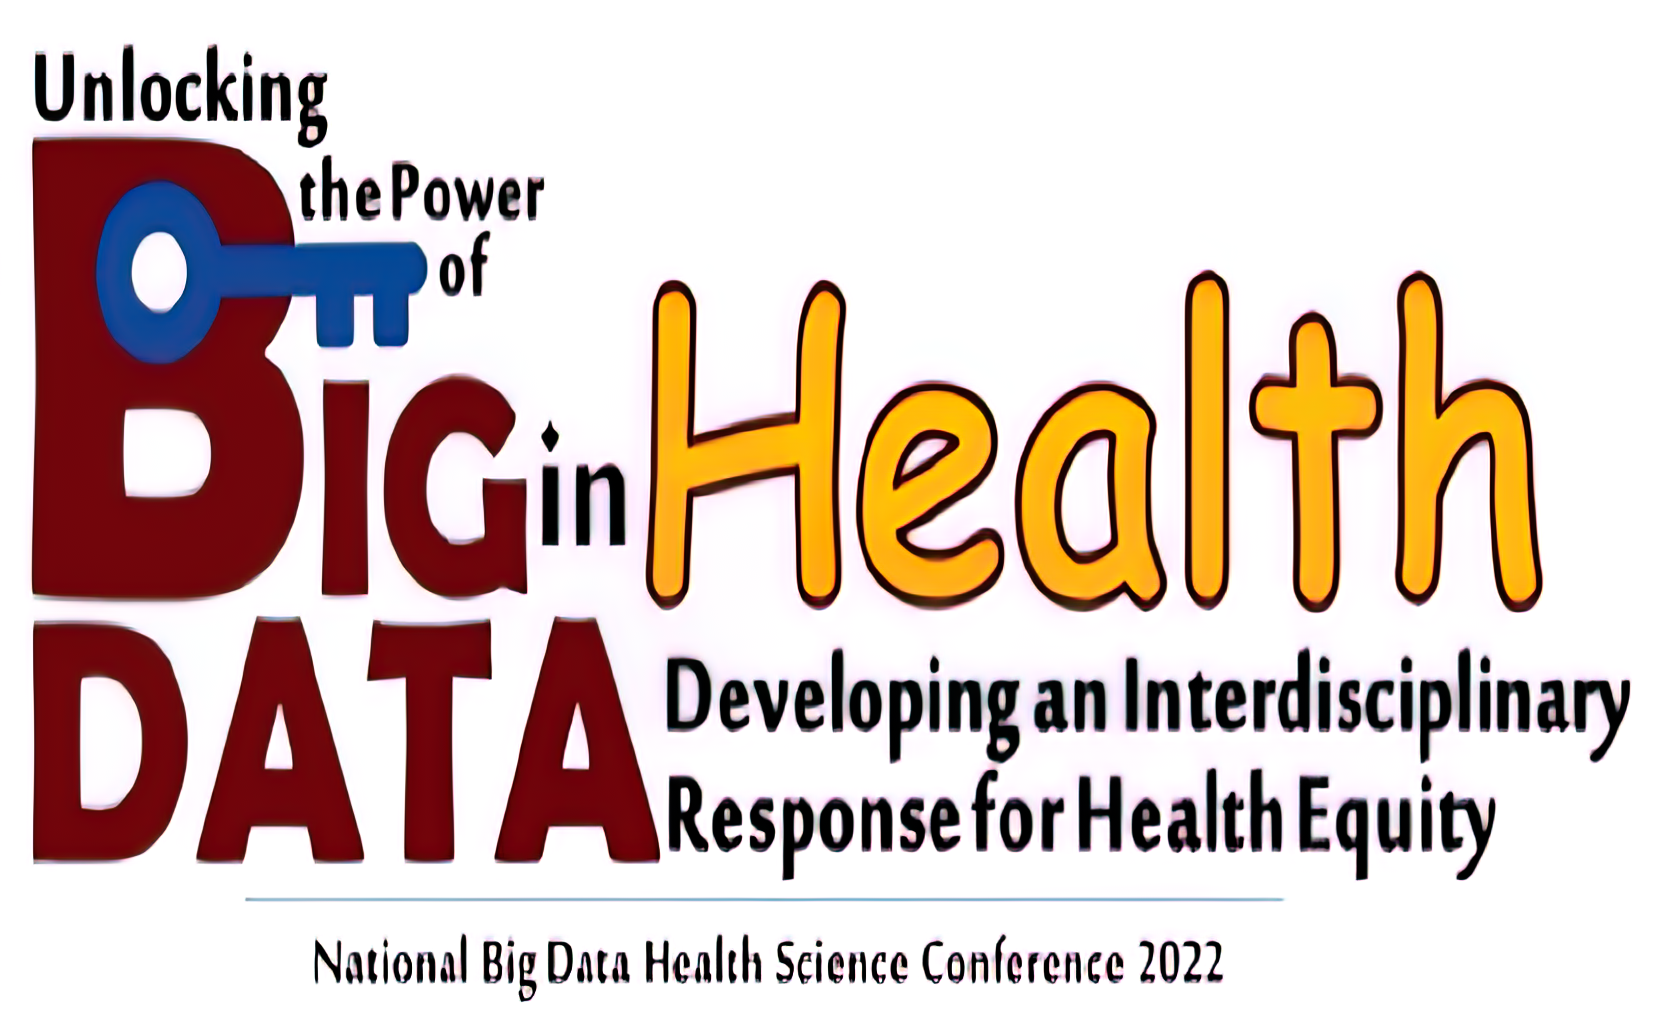 Unlocking
the Power
of
BIG in Health
DATA
Developing an Interdisciplinary
Response for Health Equity
National Big Data Health Science Conference 2022